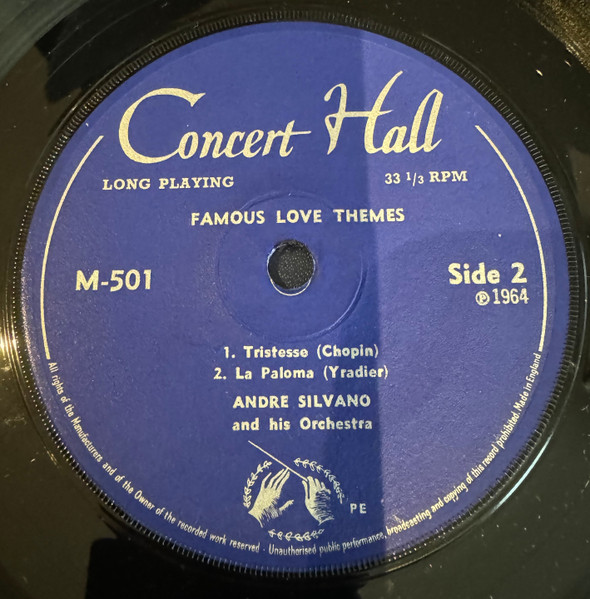 Concert Hall
LONG PLAYING
33 1/3 RPM
FAMOUS LOVE THEMES
M-501
Side 2
℗ 1964
1. Tristesse (Chopin)
2. La Paloma (Yradier)
ANDRE SILVANO
and his Orchestra
PE
All rights of the Manufacturers and of the Owner of the recorded work reserved - Unauthorised public performance, broadcasting and copying of this record prohibited. Made in England